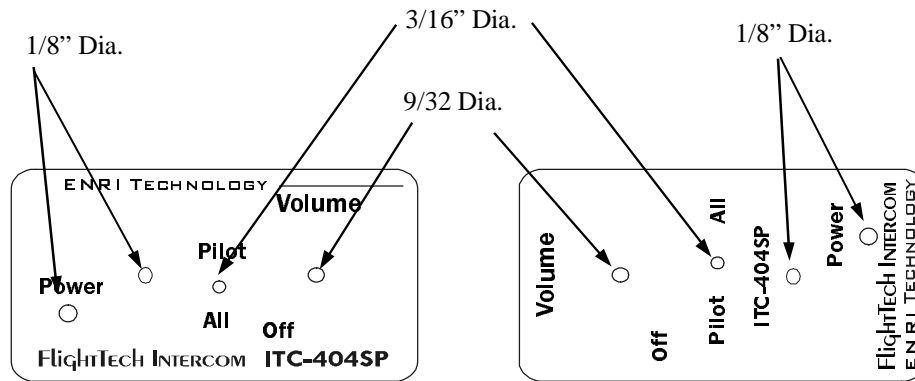 3/16” Dia.
1/8” Dia.
1/8” Dia.
9/32 Dia.
ENRI TECHNOLOGY
Volume
Pilot
Power
All
Off
FLIGHTTECH INTERCOM ITC-404SP
Volume
Off
Pilot
All
ITC-404SP
Power
FLIGHTTECH INTERCOM
ENRI TECHNOLOGY